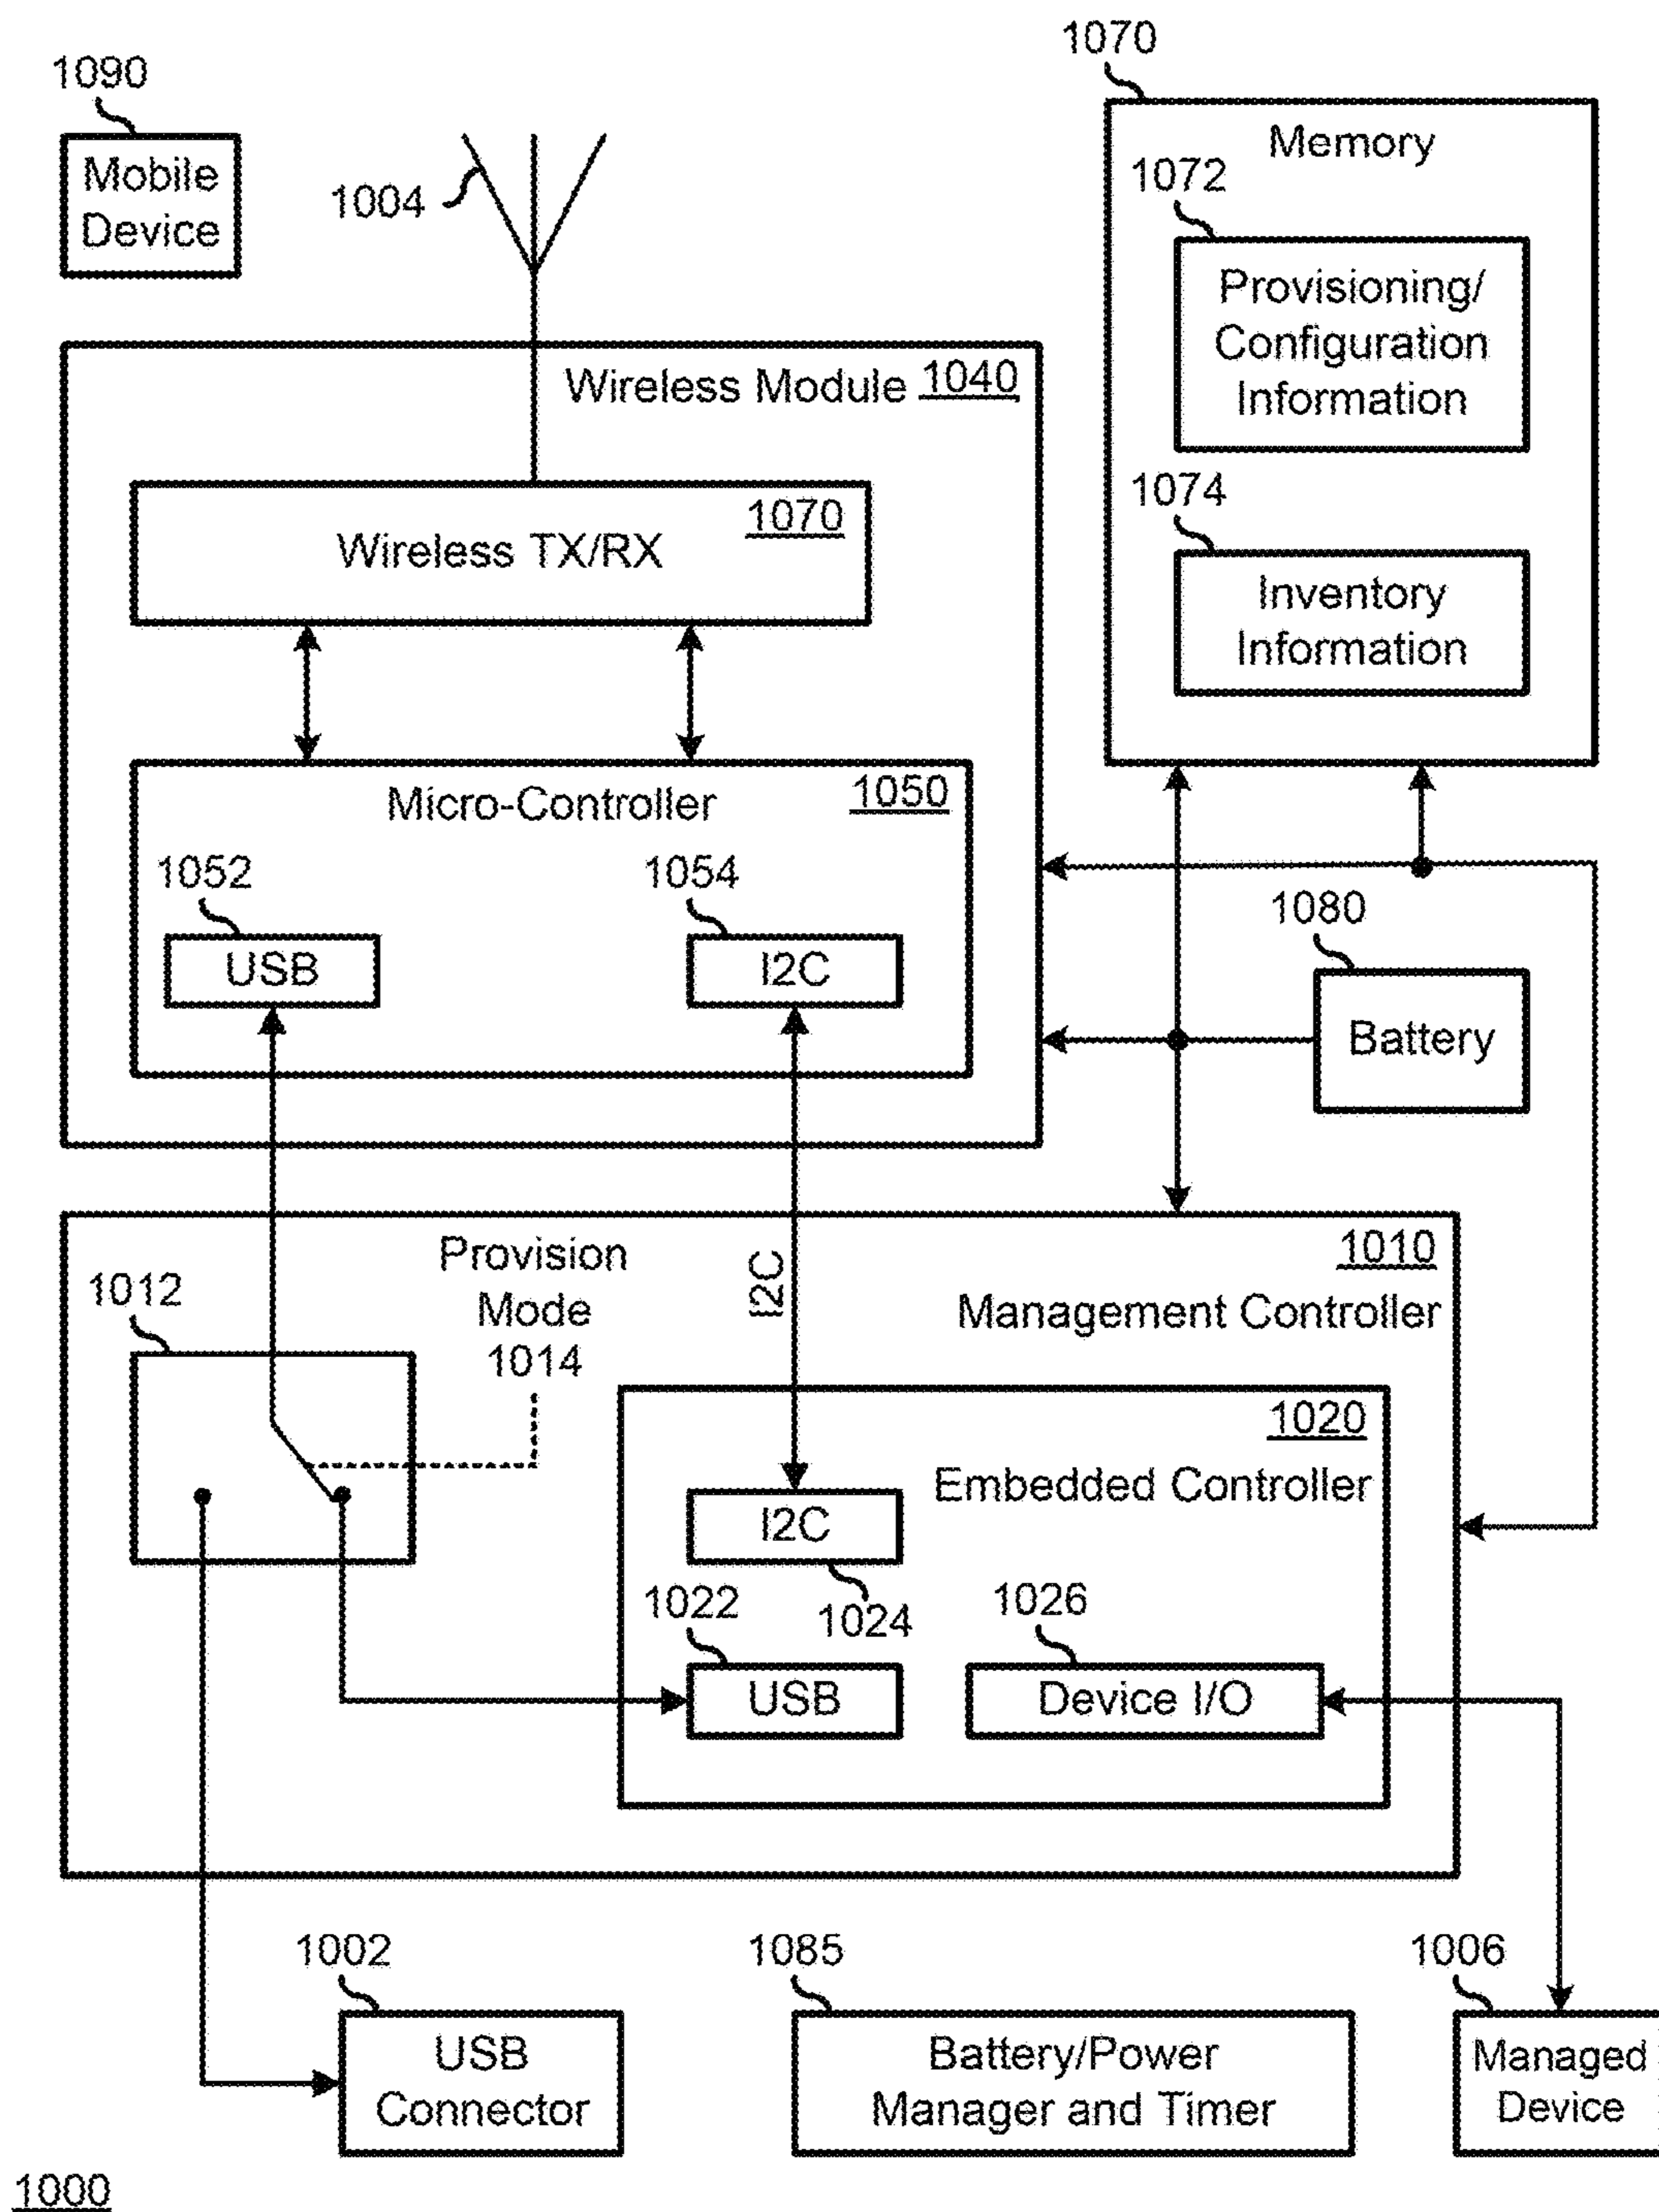 1090
Mobile
Device
1004
1070
Memory
1072
Provisioning/
Configuration
Information
1074
Inventory
Information
Wireless Module 1040
1070
Wireless TX/RX
Micro-Controller 1050
1052
USB
1054
I2C
1080
Battery
1010
Management Controller
Provision
Mode
1014
1012
I2C
1020
Embedded Controller
I2C
1024
1022
USB
1026
Device I/O
1002
USB
Connector
1085
Battery/Power
Manager and Timer
1006
Managed
Device
1000